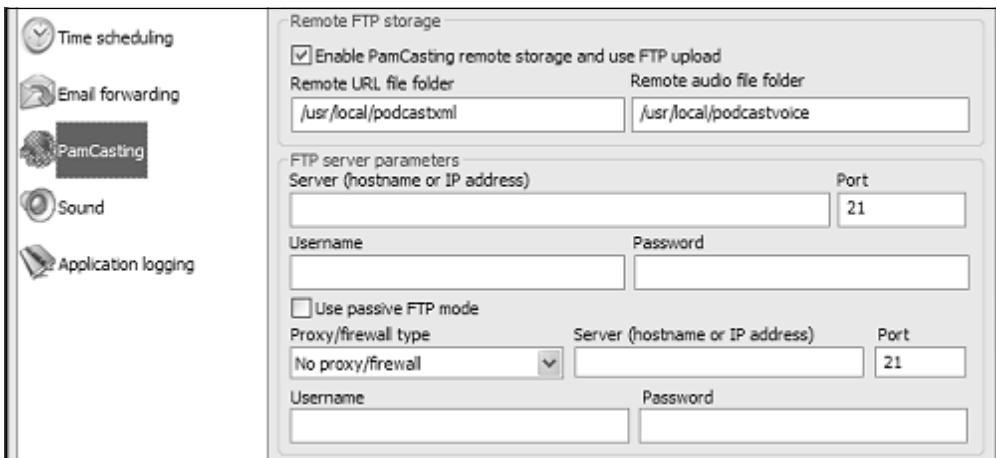 Time scheduling
Email forwarding
PamCasting
Sound
Application logging
Remote FTP storage
Enable PamCasting remote storage and use FTP upload
Remote URL file folder Remote audio file folder
/usr/local/podcastxml /usr/local/podcastvoice
FTP server parameters
Server (hostname or IP address) Port
21
Username Password
Use passive FTP mode
Proxy/firewall type Server (hostname or IP address) Port
No proxy/firewall 21
Username Password